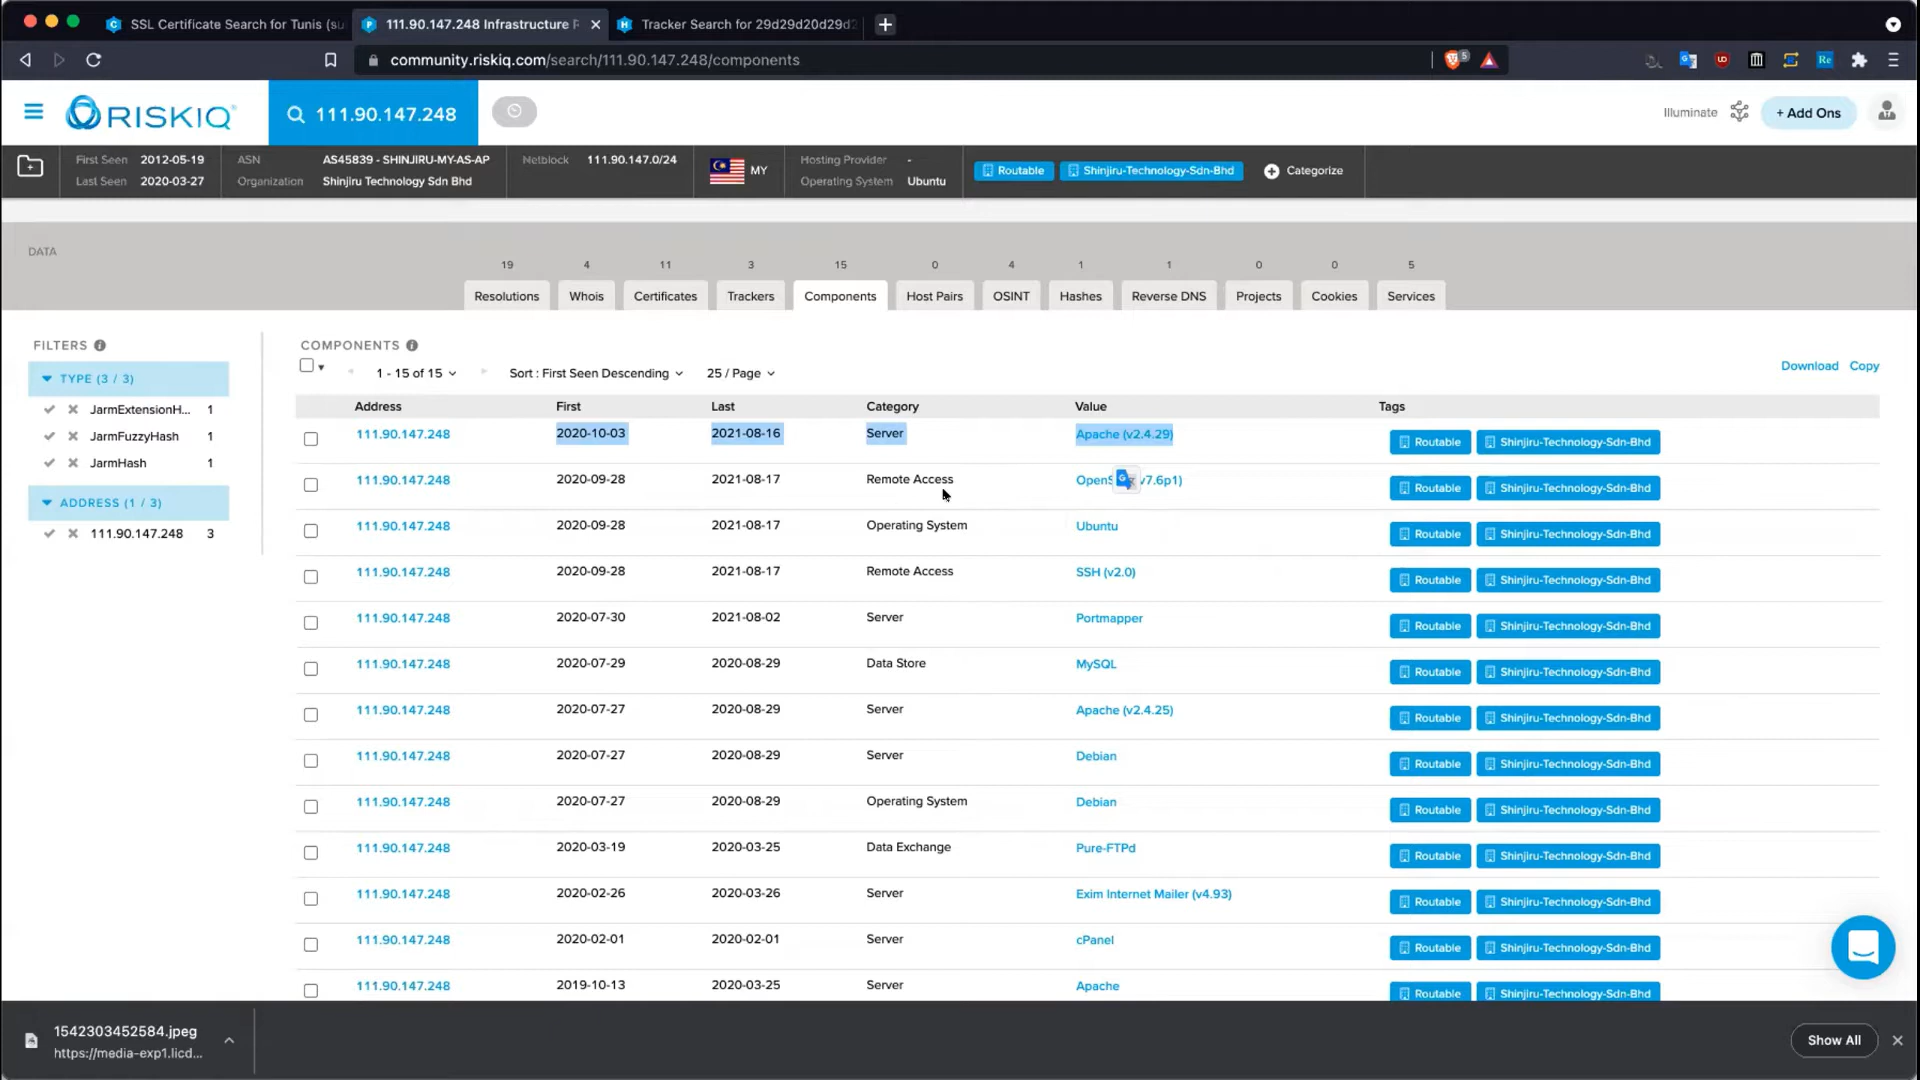 SSL Certificate Search for Tunis (su
111.90.147.248 Infrastructure F
Tracker Search for 29d29d20d29d2
community.riskiq.com/search/111.90.147.248/components
5
Re
RISKIQ
111.90.147.248
Illuminate
+ Add Ons
First Seen 2012-05-19
Last Seen 2020-03-27
ASN AS45839 - SHINJIRU-MY-AS-AP
Organization Shinjiru Technology Sdn Bhd
Netblock 111.90.147.0/24
MY
Hosting Provider -
Operating System Ubuntu
Routable
Shinjiru-Technology-Sdn-Bhd
Categorize
DATA
19 4 11 3 15 0 4 1 1 0 0 5
Resolutions Whois Certificates Trackers Components Host Pairs OSINT Hashes Reverse DNS Projects Cookies Services
FILTERS
TYPE (3 / 3)
JarmExtensionH... 1
JarmFuzzyHash 1
JarmHash 1
ADDRESS (1 / 3)
111.90.147.248 3
COMPONENTS
1 - 15 of 15 Sort : First Seen Descending 25 / Page
Download Copy
Address First Last Category Value Tags
111.90.147.248 2020-10-03 2021-08-16 Server Apache (v2.4.29) Routable Shinjiru-Technology-Sdn-Bhd
111.90.147.248 2020-09-28 2021-08-17 Remote Access OpenS v7.6p1) Routable Shinjiru-Technology-Sdn-Bhd
111.90.147.248 2020-09-28 2021-08-17 Operating System Ubuntu Routable Shinjiru-Technology-Sdn-Bhd
111.90.147.248 2020-09-28 2021-08-17 Remote Access SSH (v2.0) Routable Shinjiru-Technology-Sdn-Bhd
111.90.147.248 2020-07-30 2021-08-02 Server Portmapper Routable Shinjiru-Technology-Sdn-Bhd
111.90.147.248 2020-07-29 2020-08-29 Data Store MySQL Routable Shinjiru-Technology-Sdn-Bhd
111.90.147.248 2020-07-27 2020-08-29 Server Apache (v2.4.25) Routable Shinjiru-Technology-Sdn-Bhd
111.90.147.248 2020-07-27 2020-08-29 Server Debian Routable Shinjiru-Technology-Sdn-Bhd
111.90.147.248 2020-07-27 2020-08-29 Operating System Debian Routable Shinjiru-Technology-Sdn-Bhd
111.90.147.248 2020-03-19 2020-03-25 Data Exchange Pure-FTPd Routable Shinjiru-Technology-Sdn-Bhd
111.90.147.248 2020-02-26 2020-03-26 Server Exim Internet Mailer (v4.93) Routable Shinjiru-Technology-Sdn-Bhd
111.90.147.248 2020-02-01 2020-02-01 Server cPanel Routable Shinjiru-Technology-Sdn-Bhd
111.90.147.248 2019-10-13 2020-03-25 Server Apache Routable Shinjiru-Technology-Sdn-Bhd
1542303452584.jpeg
https://media-exp1.licd...
Show All